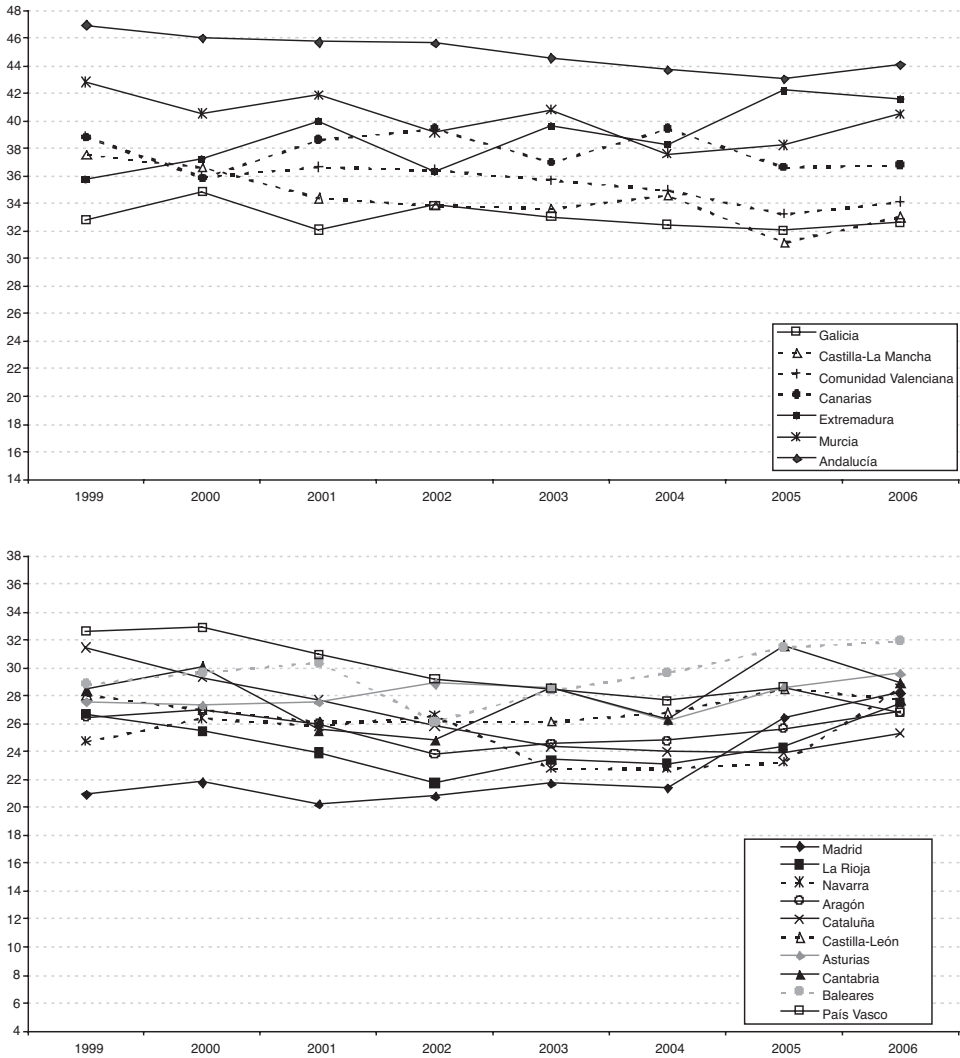 48
46
44
42
40
38
36
34
32
30
28
26
24
22
20
18
16
14
1999 2000 2001 2002 2003 2004 2005 2006
Galicia
Castilla-La Mancha
Comunidad Valenciana
Canarias
Extremadura
Murcia
Andalucía
38
36
34
32
30
28
26
24
22
20
18
16
14
12
10
8
6
4
1999 2000 2001 2002 2003 2004 2005 2006
Madrid
La Rioja
Navarra
Aragón
Cataluña
Castilla-León
Asturias
Cantabria
Baleares
País Vasco